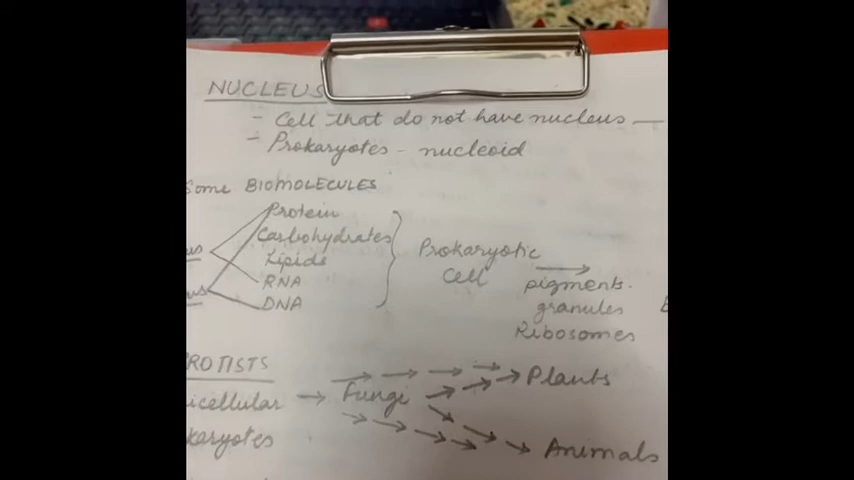 NUCLEUS
- Cell that do not have nucleus —
- Prokaryotes - nucleoid
Some BIOMOLECULES
Protein
Carbohydrates
Lipids
RNA
DNA
Prokaryotic
Cell
pigments.
granules
Ribosomes
ROTISTS
icellular → Fungi
Plants
karyotes
Animals